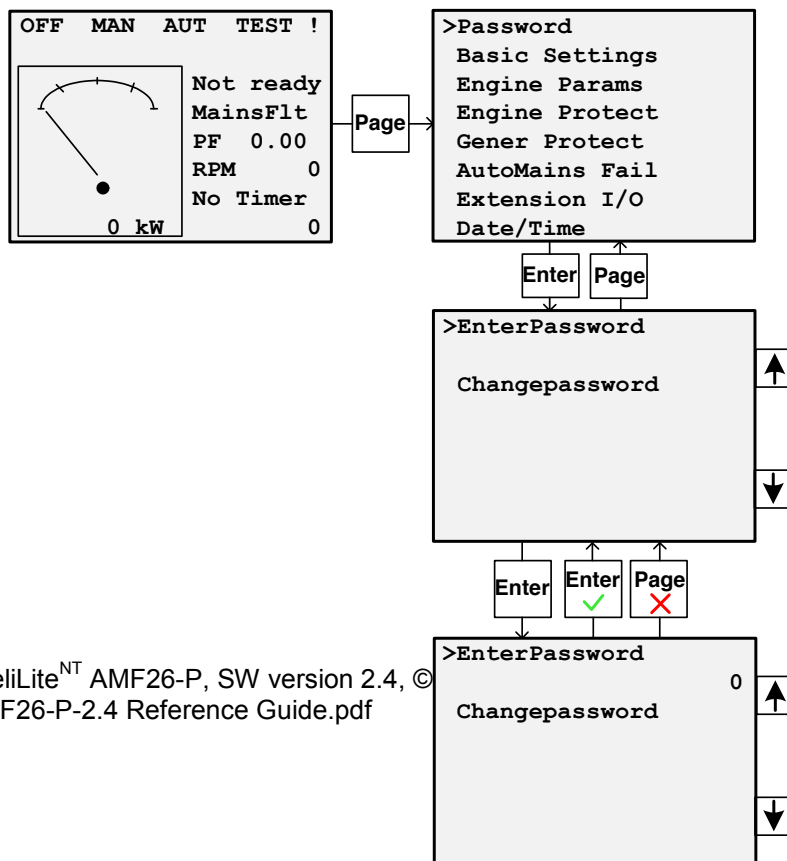 OFF MAN AUT TEST !
Not ready
MainsFlt
PF 0.00
RPM 0
No Timer
0 kW 0
Page
>Password
Basic Settings
Engine Params
Engine Protect
Gener Protect
AutoMains Fail
Extension I/O
Date/Time
Enter Page
>EnterPassword
Changepassword
Enter Enter Page
>EnterPassword
0
Changepassword
eliLiteNT AMF26-P, SW version 2.4, ©
F26-P-2.4 Reference Guide.pdf